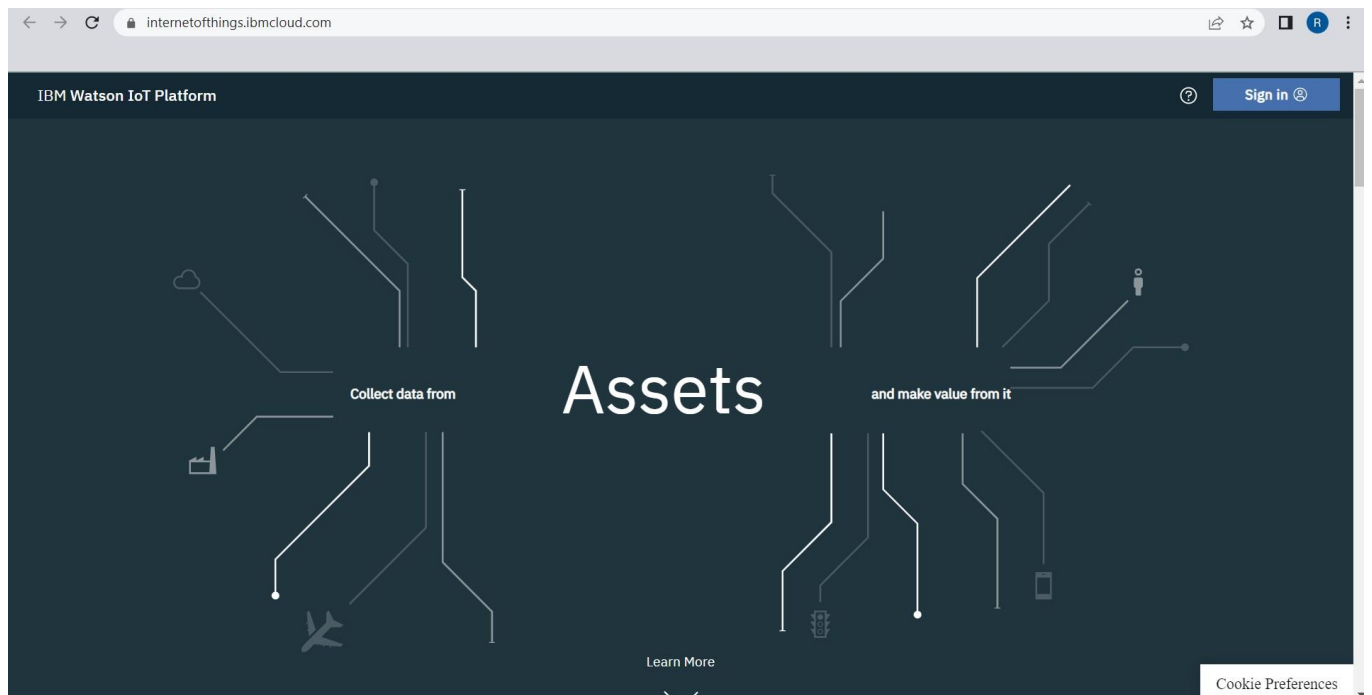 internetofthings.ibmcloud.com
R
IBM Watson IoT Platform
Sign in
Collect data from
Assets
and make value from it
Learn More
Cookie Preferences